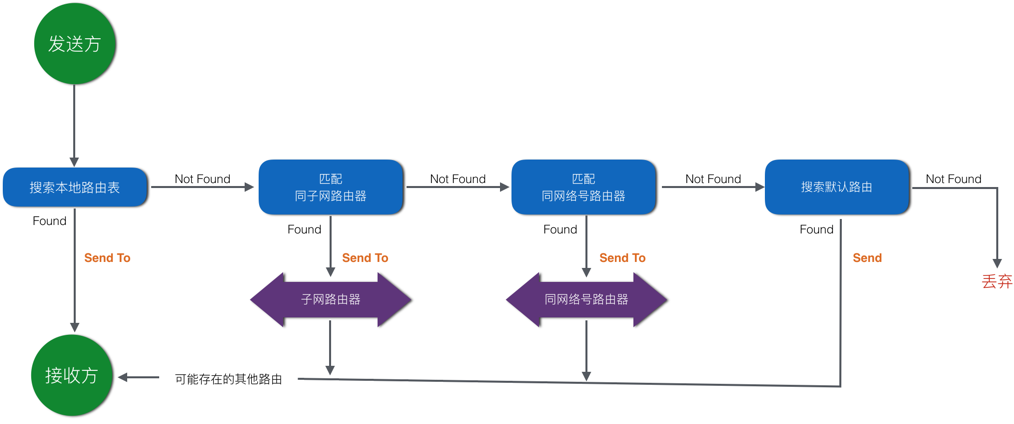 发送方
搜索本地路由表
Not Found
匹配
同子网路由器
Not Found
匹配
同网络号路由器
Not Found
搜索默认路由
Not Found
Found
Found
Found
Found
Send To
Send To
Send To
Send
丢弃
子网路由器
同网络号路由器
接收方
可能存在的其他路由